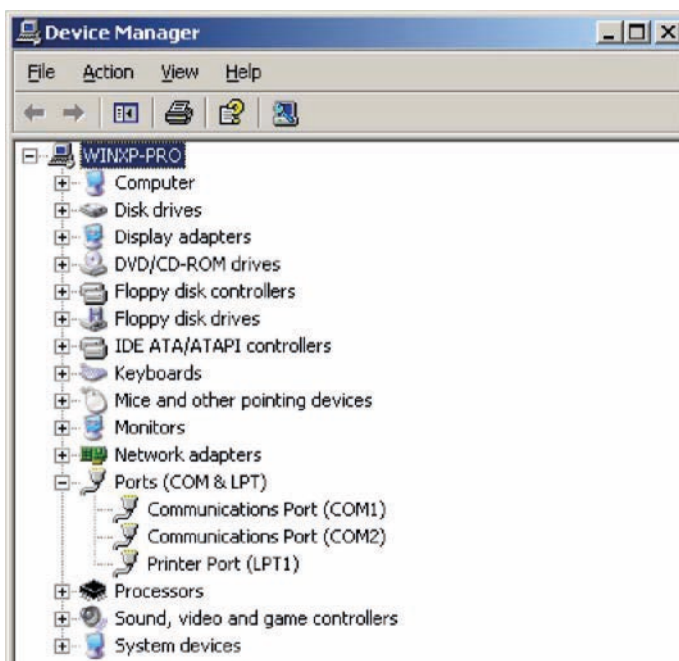 Device Manager
File Action View Help
WINXP-PRO
Computer
Disk drives
Display adapters
DVD/CD-ROM drives
Floppy disk controllers
Floppy disk drives
IDE ATA/ATAPI controllers
Keyboards
Mice and other pointing devices
Monitors
Network adapters
Ports (COM & LPT)
Communications Port (COM1)
Communications Port (COM2)
Printer Port (LPT1)
Processors
Sound, video and game controllers
System devices